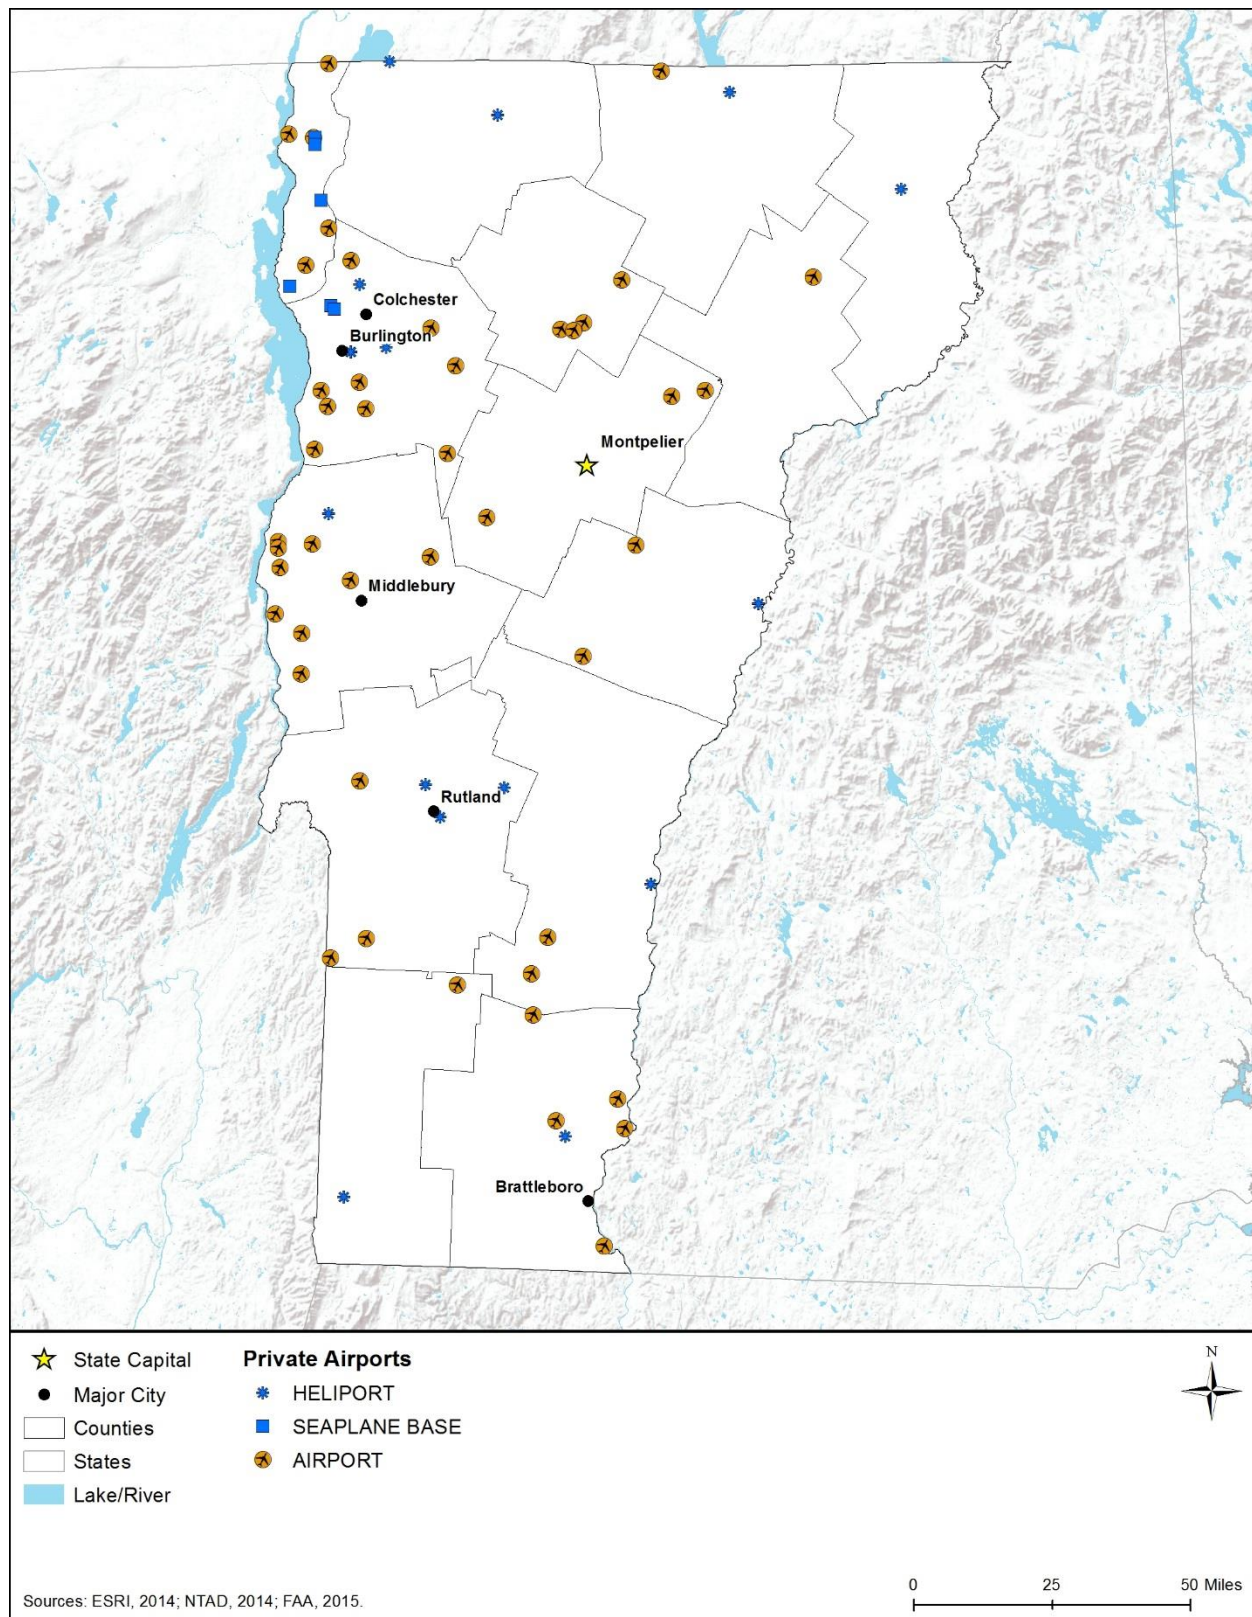 Colchester
Burlington
Montpelier
Middlebury
Rutland
Brattleboro
State Capital
Major City
Counties
States
Lake/River
Private Airports
HELIPORT
SEAPLANE BASE
AIRPORT
N
Sources: ESRI, 2014; NTAD, 2014; FAA, 2015.
0 25 50 Miles